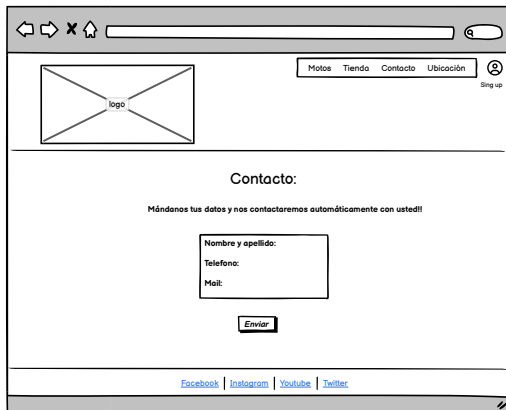 Motos Tienda Contacto Ubicación
Sing up
logo
Contacto:
Mándanos tus datos y nos contactaremos automáticamente con usted!!
Nombre y apellido:
Telefono:
Mail:
Enviar
Facebook Instagram Youtube Twitter